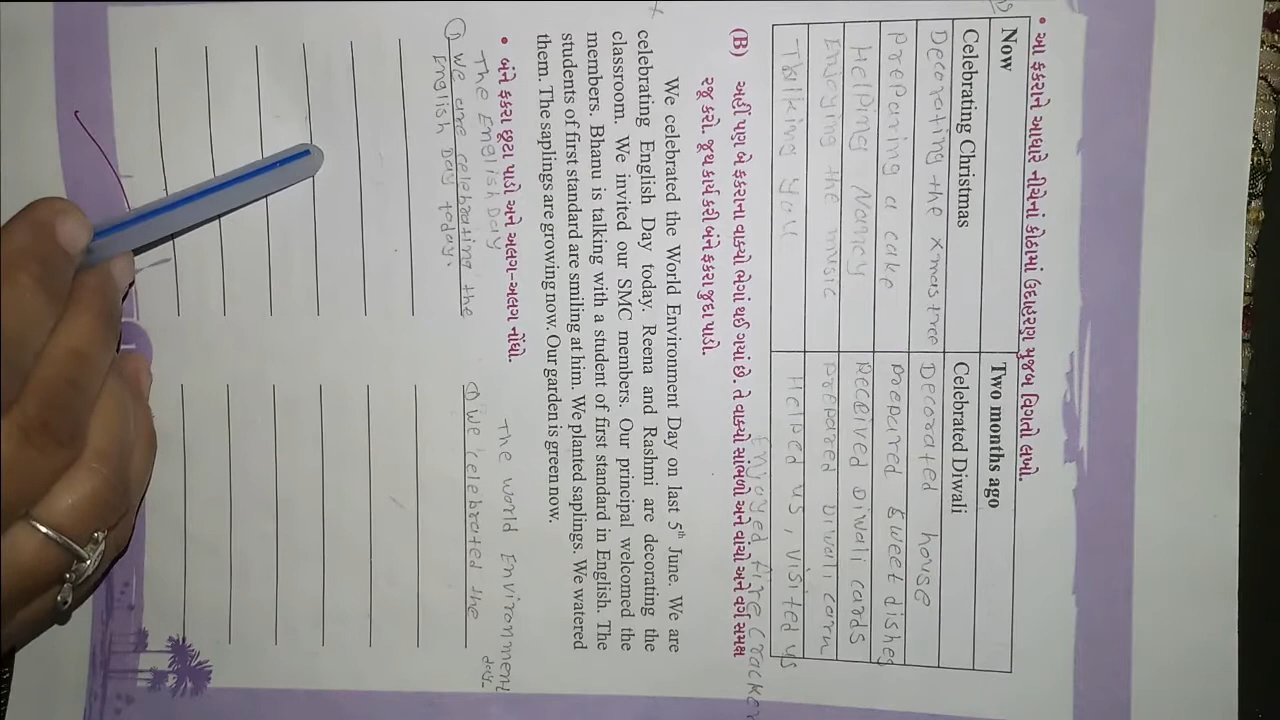 • આ ફકરાને આધારે નીચેનાં કોઠામાં ઉદાહરણ મુજબ વિગતો લખો.
Now Two months ago
Celebrating Christmas Celebrated Diwali
Decorating the xmastree Decorated house
preparing a cake prepared sweet dishes
Helping Nancy Received Diwali cards
Enjoying the music prepared Diwali
Talking you Helped us, visited us
Enjoyed fire cracker
(B) અહીં પણ બે ફકરાના વાક્યો ભેગાં થઈ ગયાં છે. તે વાક્યો સાંભળો અને વાંચો અને વર્ગ સમક્ષ
રજૂ કરો. જૂથ કાર્ય કરી બંને ફકરા જુદા પાડો.
We celebrated the World Environment Day on last 5th June. We are
celebrating English Day today. Reena and Rashmi are decorating the
classroom. We invited our SMC members. Our principal welcomed the
members. Bhanu is talking with a student of first standard in English. The
students of first standard are smiling at him. We planted saplings. We watered
them. The saplings are growing now. Our garden is green now.
• બંને ફકરા છુટા પાડો અને અલગ-અલગ નોંધો.
The English Day The world Environment day
① We are celebrating the ① We celebrated the
English Day today.